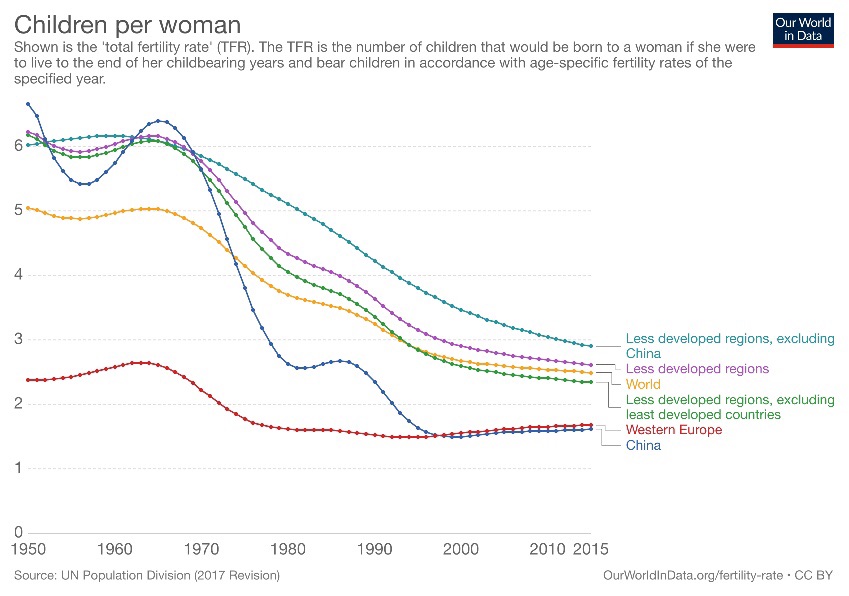 Children per woman
Our World
in Data
Shown is the 'total fertility rate' (TFR). The TFR is the number of children that would be born to a woman if she were
to live to the end of her childbearing years and bear children in accordance with age-specific fertility rates of the
specified year.
6
5
4
3
2
1
0
1950 1960 1970 1980 1990 2000 2010 2015
Less developed regions, excluding
China
Less developed regions
World
Less developed regions, excluding
least developed countries
Western Europe
China
Source: UN Population Division (2017 Revision)
OurWorldInData.org/fertility-rate • CC BY